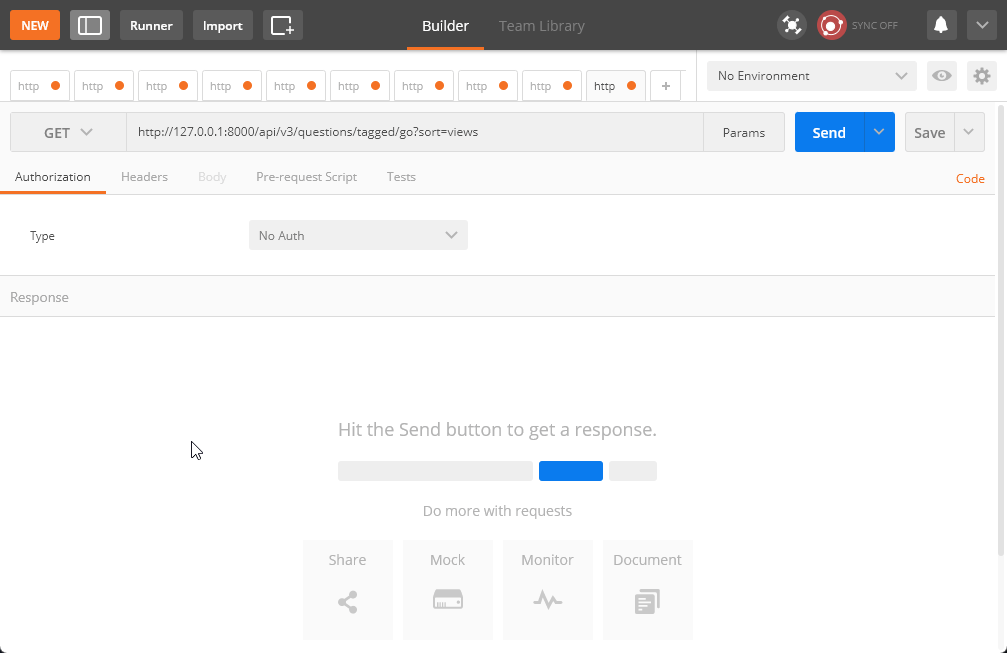 NEW Runner Import Builder Team Library SYNC OFF
http http http http http http http http http http + No Environment
GET http://127.0.0.1:8000/api/v3/questions/tagged/go?sort=views Params Send Save
Authorization Headers Body Pre-request Script Tests Code
Type No Auth
Response
Hit the Send button to get a response.
Do more with requests
Share Mock Monitor Document